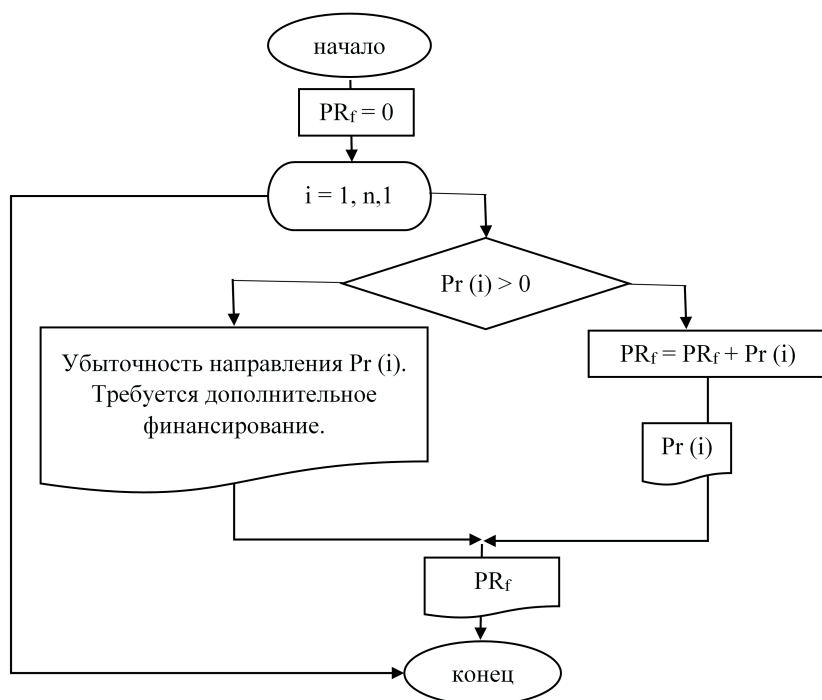 начало
PRf = 0
i = 1, n,1
Pr (i) > 0
Убыточность направления Pr (i).
Требуется дополнительное
финансирование.
PRf = PRf + Pr (i)
Pr (i)
PRf
конец